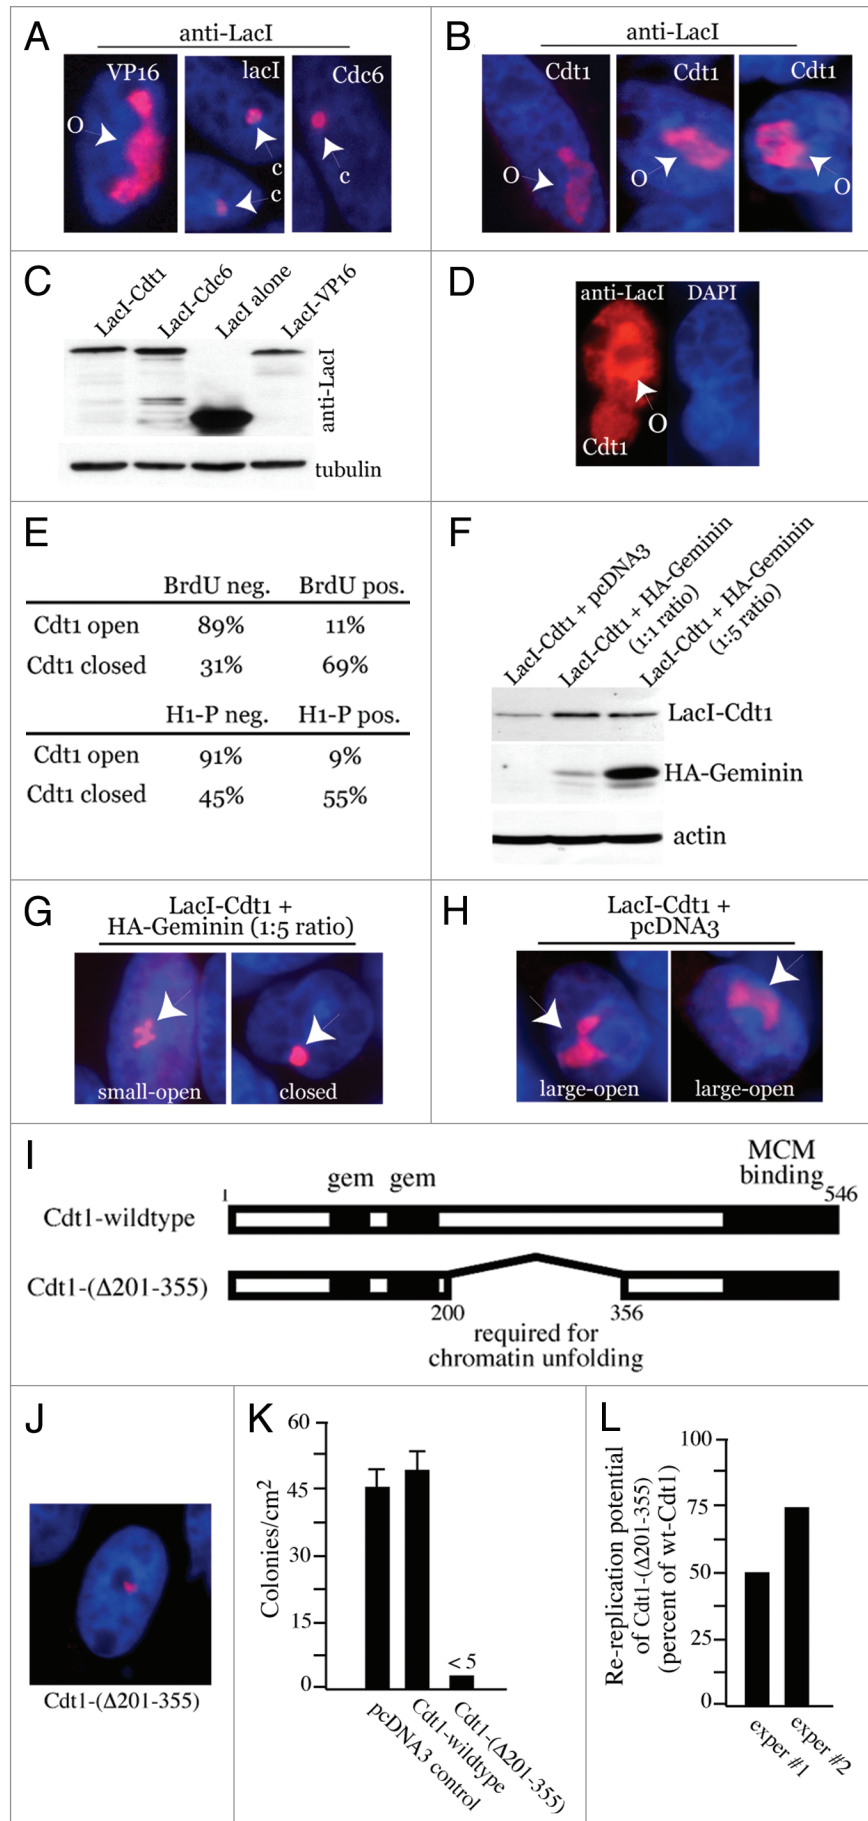 A
anti-LacI
VP16
O
lacI
c
c
Cdc6
c
B
anti-LacI
Cdt1
O
Cdt1
O
Cdt1
O
C
LacI-Cdt1
LacI-Cdc6
LacI alone
LacI-VP16
anti-LacI
tubulin
D
anti-LacI DAPI
O
Cdt1
E
BrdU neg. BrdU pos.
Cdt1 open 89% 11%
Cdt1 closed 31% 69%
H1-P neg. H1-P pos.
Cdt1 open 91% 9%
Cdt1 closed 45% 55%
F
LacI-Cdt1 + pcDNA3
LacI-Cdt1 + HA-Geminin
(1:1 ratio)
LacI-Cdt1 + HA-Geminin
(1:5 ratio)
LacI-Cdt1
HA-Geminin
actin
G
LacI-Cdt1 +
HA-Geminin (1:5 ratio)
small-open
closed
H
LacI-Cdt1 +
pcDNA3
large-open
large-open
I
MCM
binding
gem gem
1
546
Cdt1-wildtype
Cdt1-(Δ201-355)
200 356
required for
chromatin unfolding
J
Cdt1-(Δ201-355)
K
Colonies/cm2
60
45
30
15
0
< 5
pcDNA3 control
Cdt1-wildtype
Cdt1-(Δ201-355)
L
Re-replication potential
of Cdt1-(Δ201-355)
(percent of wt-Cdt1)
100
75
50
25
0
exper #1
exper #2